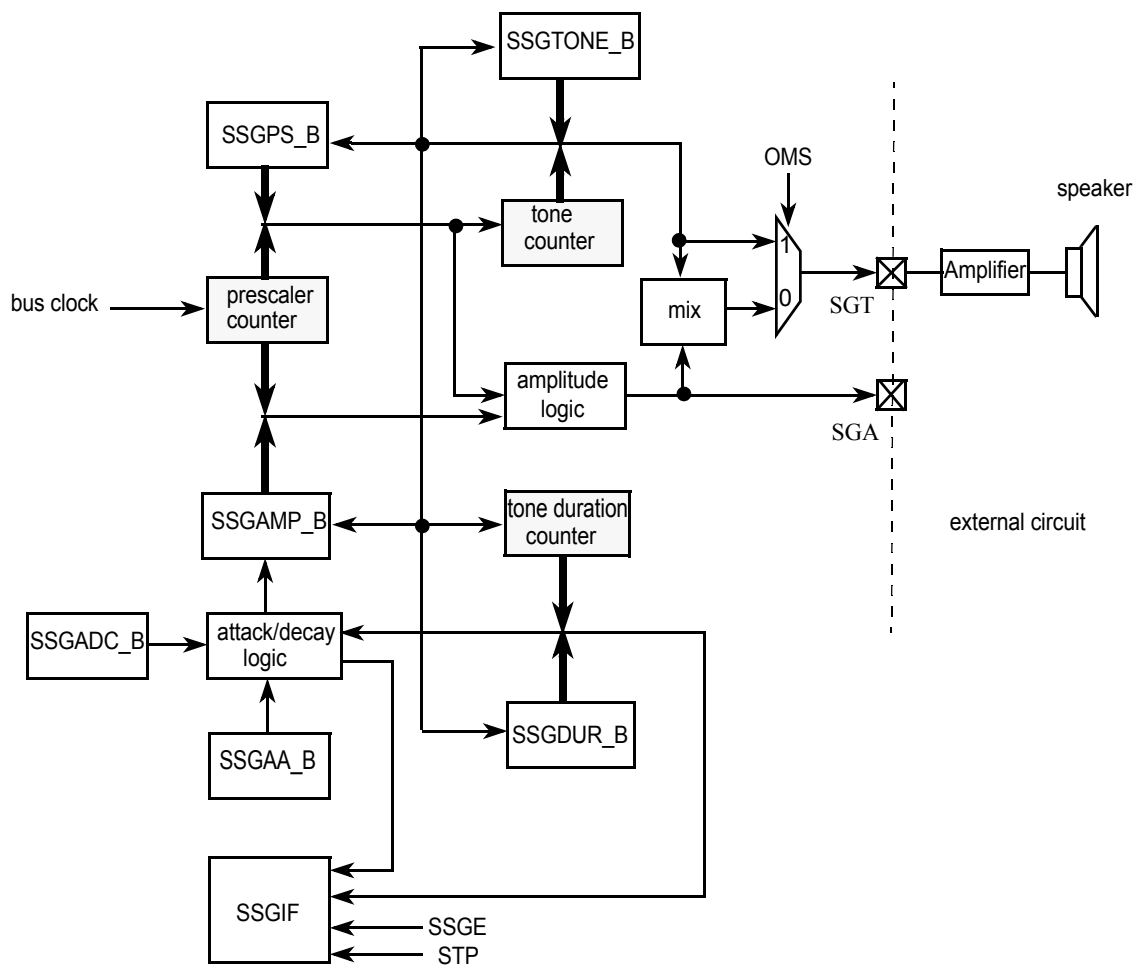 SSGTONE_B
SSGPS_B
OMS
speaker
tone
counter
1
Amplifier
bus clock
prescaler
counter
mix
0
SGT
amplitude
logic
SGA
SSGAMP_B
tone duration
counter
external circuit
SSGADC_B
attack/decay
logic
SSGDUR_B
SSGAA_B
SSGIF
SSGE
STP